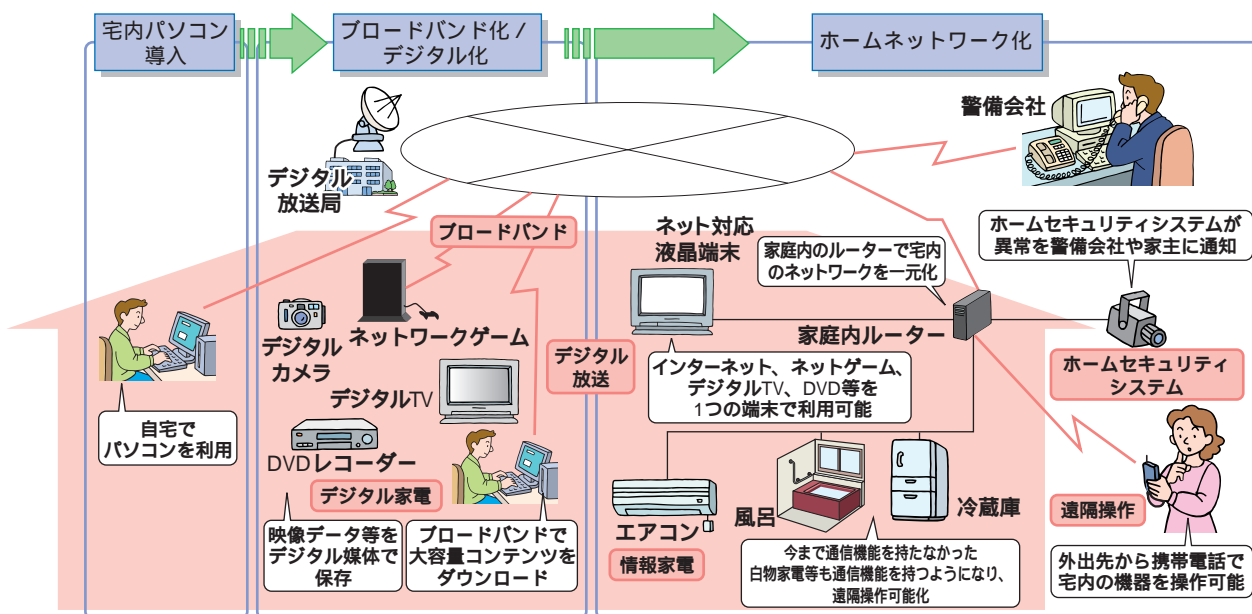 宅内パソコン
導入
ブロードバンド化 /
デジタル化
ホームネットワーク化
警備会社
デジタル
放送局
ブロードバンド
ネット対応
液晶端末
家庭内のルーターで宅内
のネットワークを一元化
ホームセキュリティシステムが
異常を警備会社や家主に通知
デジタル
カメラ
ネットワークゲーム
家庭内ルーター
デジタル
放送
インターネット、ネットゲーム、
デジタルTV、DVD等を
1つの端末で利用可能
ホームセキュリティ
システム
デジタルTV
自宅で
パソコンを利用
DVDレコーダー
デジタル家電
映像データ等を
デジタル媒体で
保存
ブロードバンドで
大容量コンテンツを
ダウンロード
エアコン
情報家電
風呂
冷蔵庫
今まで通信機能を持たなかった
白物家電等も通信機能を持つようになり、
遠隔操作可能化
遠隔操作
外出先から携帯電話で
宅内の機器を操作可能